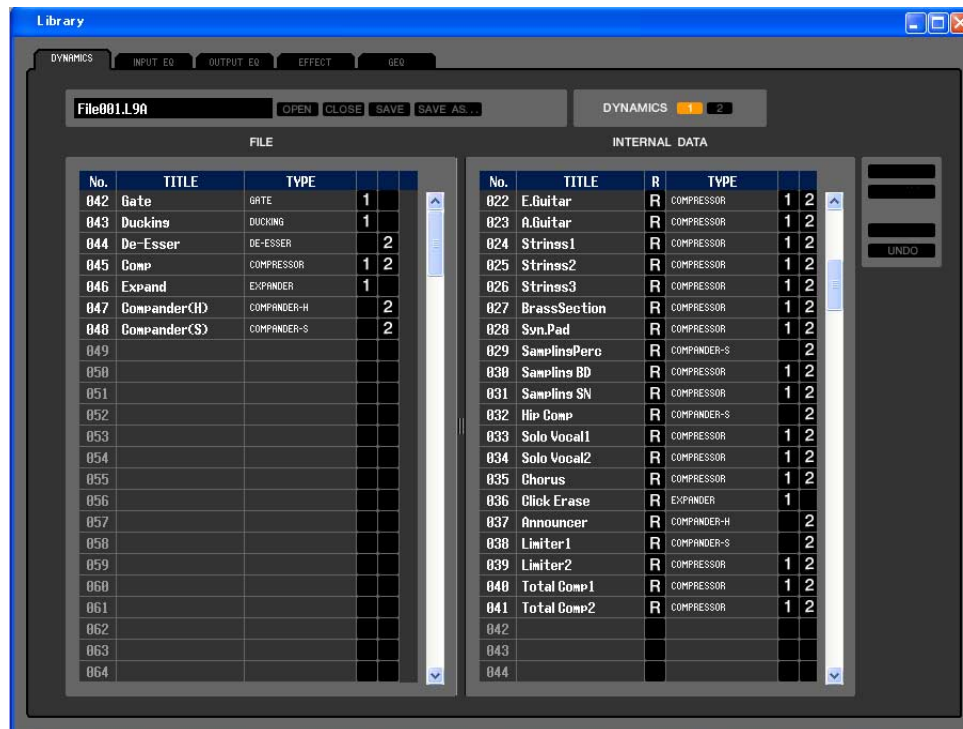 Library
DYNAMICS INPUT EQ OUTPUT EQ EFFECT GEQ
File001.L9A OPEN CLOSE SAVE SAVE AS... DYNAMICS 1 2
FILE INTERNAL DATA
No. TITLE TYPE
042 Gate GATE 1
043 Ducking DUCKING 1
044 De-Esser DE-ESSER 2
045 Comp COMPRESSOR 1 2
046 Expand EXPANDER 1
047 Compander(H) COMPANDER-H 2
048 Compander(S) COMPANDER-S 2
049
050
051
052
053
054
055
056
057
058
059
060
061
062
063
064
No. TITLE R TYPE
022 E.Guitar R COMPRESSOR 1 2
023 A.Guitar R COMPRESSOR 1 2
024 Strings1 R COMPRESSOR 1 2
025 Strings2 R COMPRESSOR 1 2
026 Strings3 R COMPRESSOR 1 2
027 BrassSection R COMPRESSOR 1 2
028 Syn.Pad R COMPRESSOR 1 2
029 SamplingPerc R COMPANDER-S 2
030 Sampling BD R COMPRESSOR 1 2
031 Sampling SN R COMPRESSOR 1 2
032 Hip Comp R COMPANDER-S 2
033 Solo Vocal1 R COMPRESSOR 1 2
034 Solo Vocal2 R COMPRESSOR 1 2
035 Chorus R COMPRESSOR 1 2
036 Click Erase R EXPANDER 1
037 Announcer R COMPANDER-H 2
038 Limiter1 R COMPANDER-S 2
039 Limiter2 R COMPRESSOR 1 2
040 Total Comp1 R COMPRESSOR 1 2
041 Total Comp2 R COMPRESSOR 1 2
042
043
044
UNDO